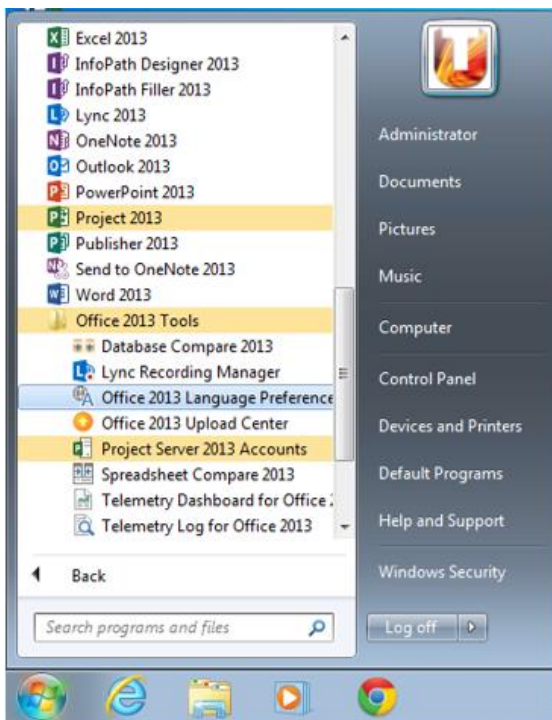 Excel 2013
InfoPath Designer 2013
InfoPath Filler 2013
Lync 2013
OneNote 2013
Outlook 2013
PowerPoint 2013
Project 2013
Publisher 2013
Send to OneNote 2013
Word 2013
Office 2013 Tools
Database Compare 2013
Lync Recording Manager
Office 2013 Language Preference
Office 2013 Upload Center
Project Server 2013 Accounts
Spreadsheet Compare 2013
Telemetry Dashboard for Office
Telemetry Log for Office 2013
Back
Search programs and files
Administrator
Documents
Pictures
Music
Computer
Control Panel
Devices and Printers
Default Programs
Help and Support
Windows Security
Log off